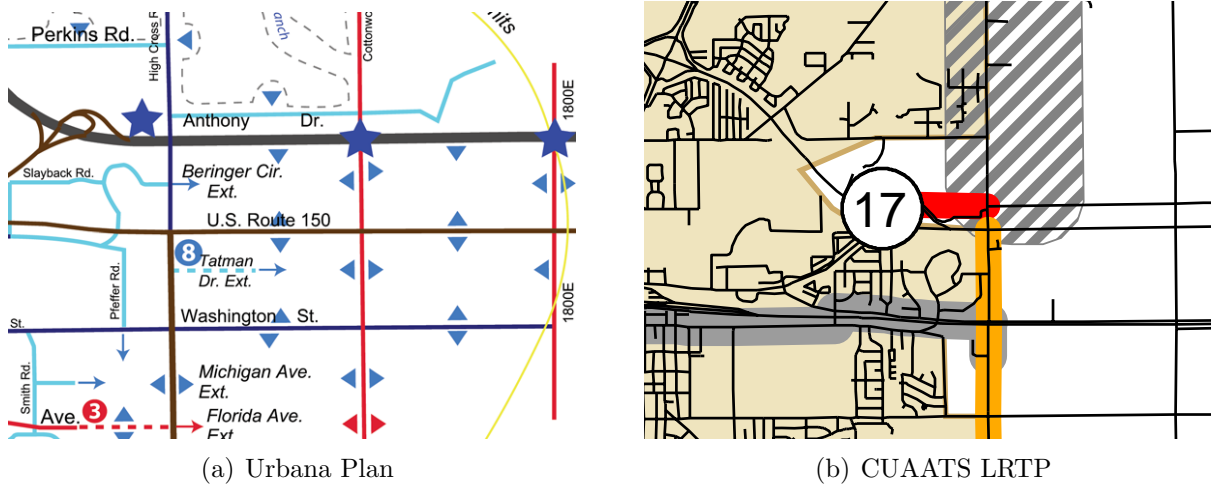 Perkins Rd.
High Cross R
anch
Cottonwo
mits
1800E
Anthony Dr.
Slayback Rd.
Beringer Cir.
Ext.
U.S. Route 150
8
Tatman
Dr. Ext.
Pfeffer Rd.
1800E
St.
Washington St.
Smith Rd.
Michigan Ave.
Ext.
Ave.
3
Florida Ave.
Ext.
17
(a) Urbana Plan
(b) CUAATS LRTP